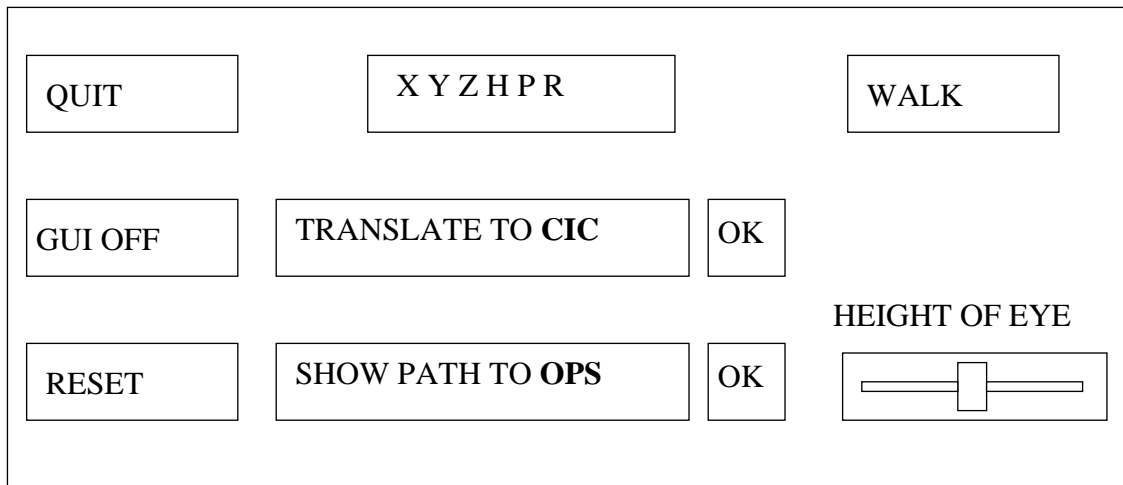 QUIT
X Y Z H P R
WALK
GUI OFF
TRANSLATE TO CIC
OK
HEIGHT OF EYE
RESET
SHOW PATH TO OPS
OK